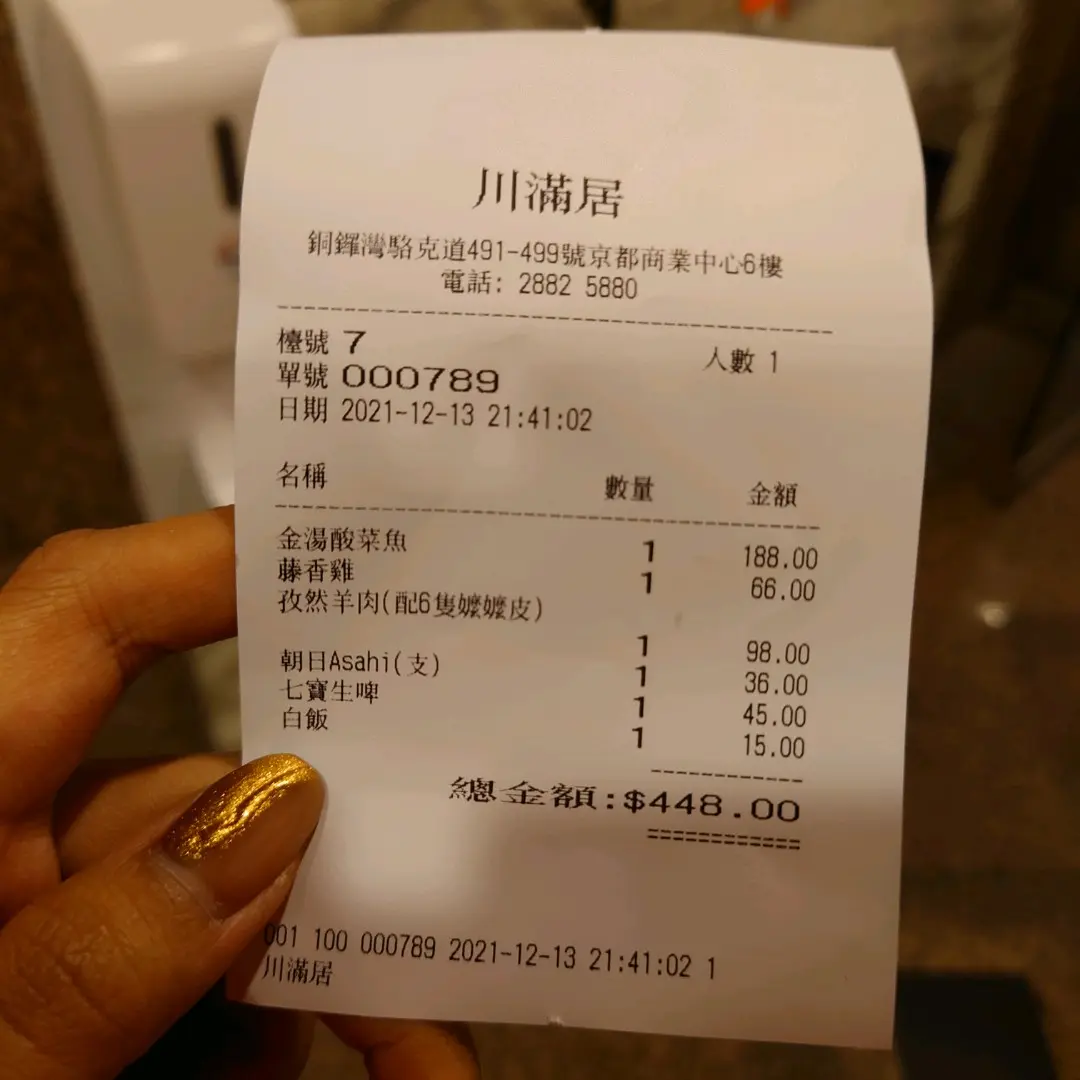 川滿居
銅鑼灣駱克道491-499號京都商業中心6樓
電話: 2882 5880
檯號 7 人數 1
單號 000789
日期 2021-12-13 21:41:02
名稱 數量 金額
金湯酸菜魚 1 188.00
藤香雞 1 66.00
孜然羊肉(配6隻嬤嬤皮)
1 98.00
朝日Asahi(支) 1 36.00
七寶生啤 1 45.00
白飯 1 15.00
總金額:$448.00
001 100 000789 2021-12-13 21:41:02 1
川滿居